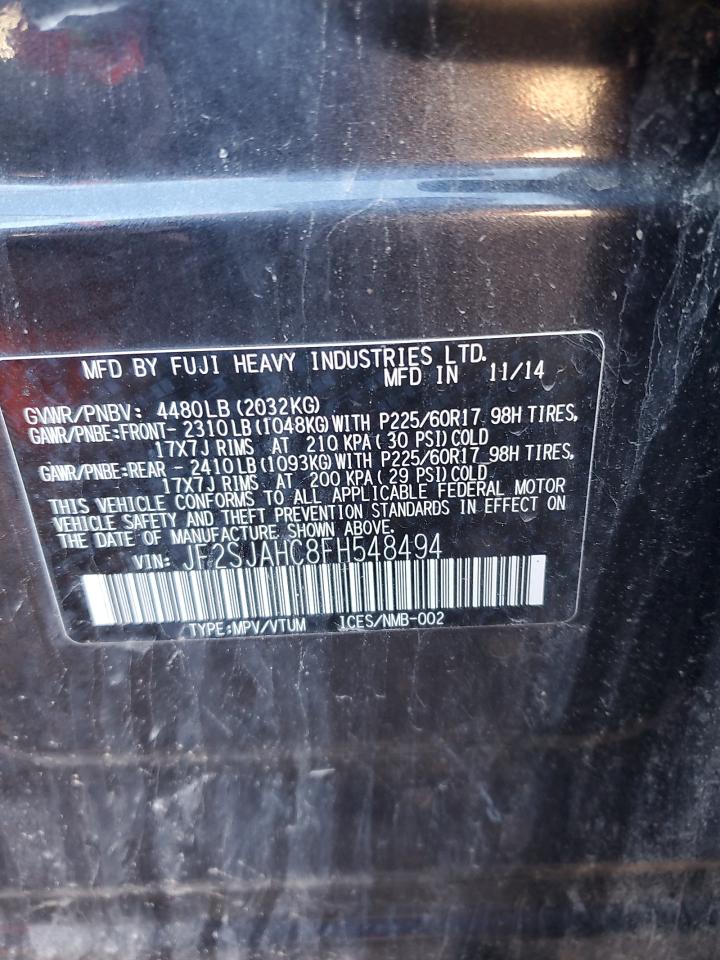 MFD BY FUJI HEAVY INDUSTRIES LTD.
MFD IN 11/14
GVWR/PNBV: 4480LB(2032KG)
GAWR/PNBE:FRONT- 2310LB(1048KG)WITH P225/60R17 98H TIRES,
17X7J RIMS AT 210 KPA( 30 PSI)COLD
GAWR/PNBE:REAR - 2410LB(1093KG)WITH P225/60R17 98H TIRES,
17X7J RIMS AT 200 KPA( 29 PSI)COLD
THIS VEHICLE CONFORMS TO ALL APPLICABLE FEDERAL MOTOR
VEHICLE SAFETY AND THEFT PREVENTION STANDARDS IN EFFECT ON
THE DATE OF MANUFACTURE SHOWN ABOVE.
VIN: JF2SJAHC8FH548494
TYPE:MPV/VTUM ICES/NMB-002